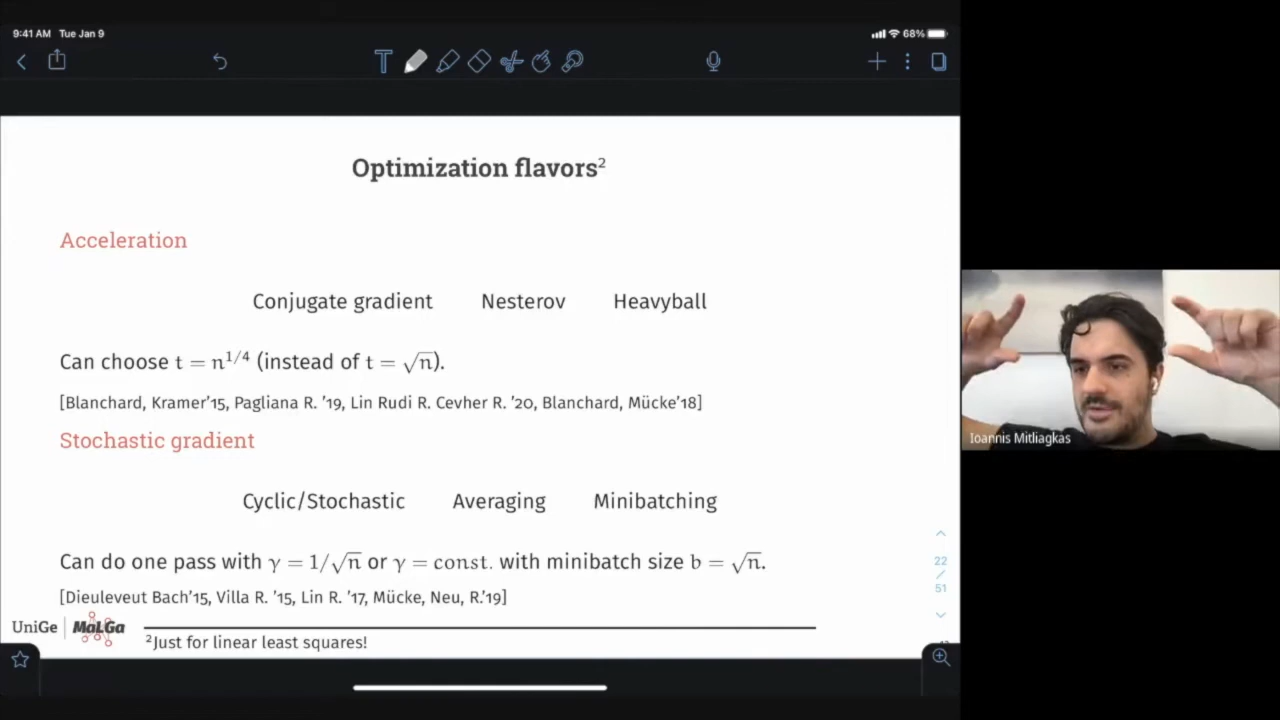 9:41 AM Tue Jan 9
68%
Optimization flavors²
Acceleration
Conjugate gradient Nesterov Heavyball
Can choose t = n^{1/4} (instead of t = √n).
[Blanchard, Kramer'15, Pagliana R. '19, Lin Rudi R. Cevher R. '20, Blanchard, Mücke'18]
Stochastic gradient
Cyclic/Stochastic Averaging Minibatching
Can do one pass with γ = 1/√n or γ = const. with minibatch size b = √n.
[Dieuleveut Bach'15, Villa R. '15, Lin R. '17, Mücke, Neu, R.'19]
UniGe | MaLGa
²Just for linear least squares!
22
/
51
Ioannis Mitliagkas